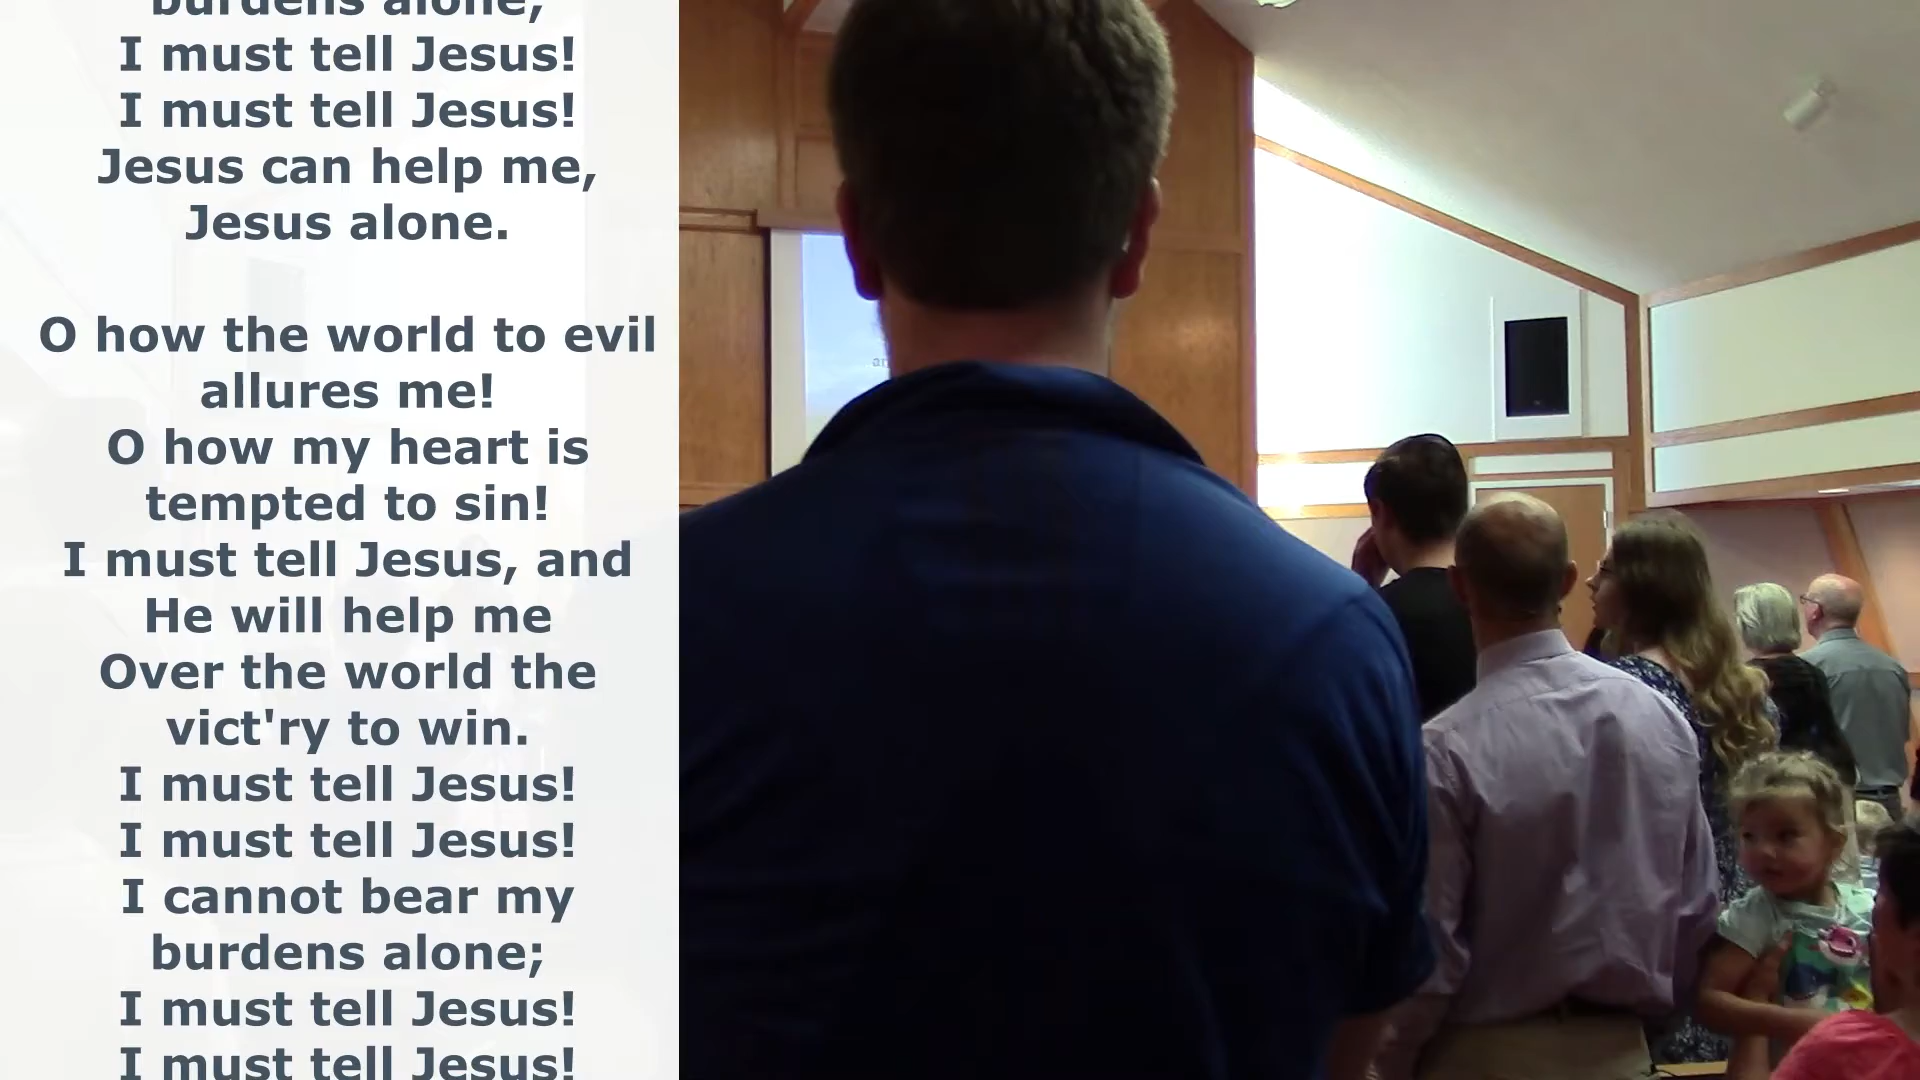 burdens alone,
I must tell Jesus!
I must tell Jesus!
Jesus can help me,
Jesus alone.
O how the world to evil
allures me!
O how my heart is
tempted to sin!
I must tell Jesus, and
He will help me
Over the world the
vict'ry to win.
I must tell Jesus!
I must tell Jesus!
I cannot bear my
burdens alone;
I must tell Jesus!
I must tell Jesus!